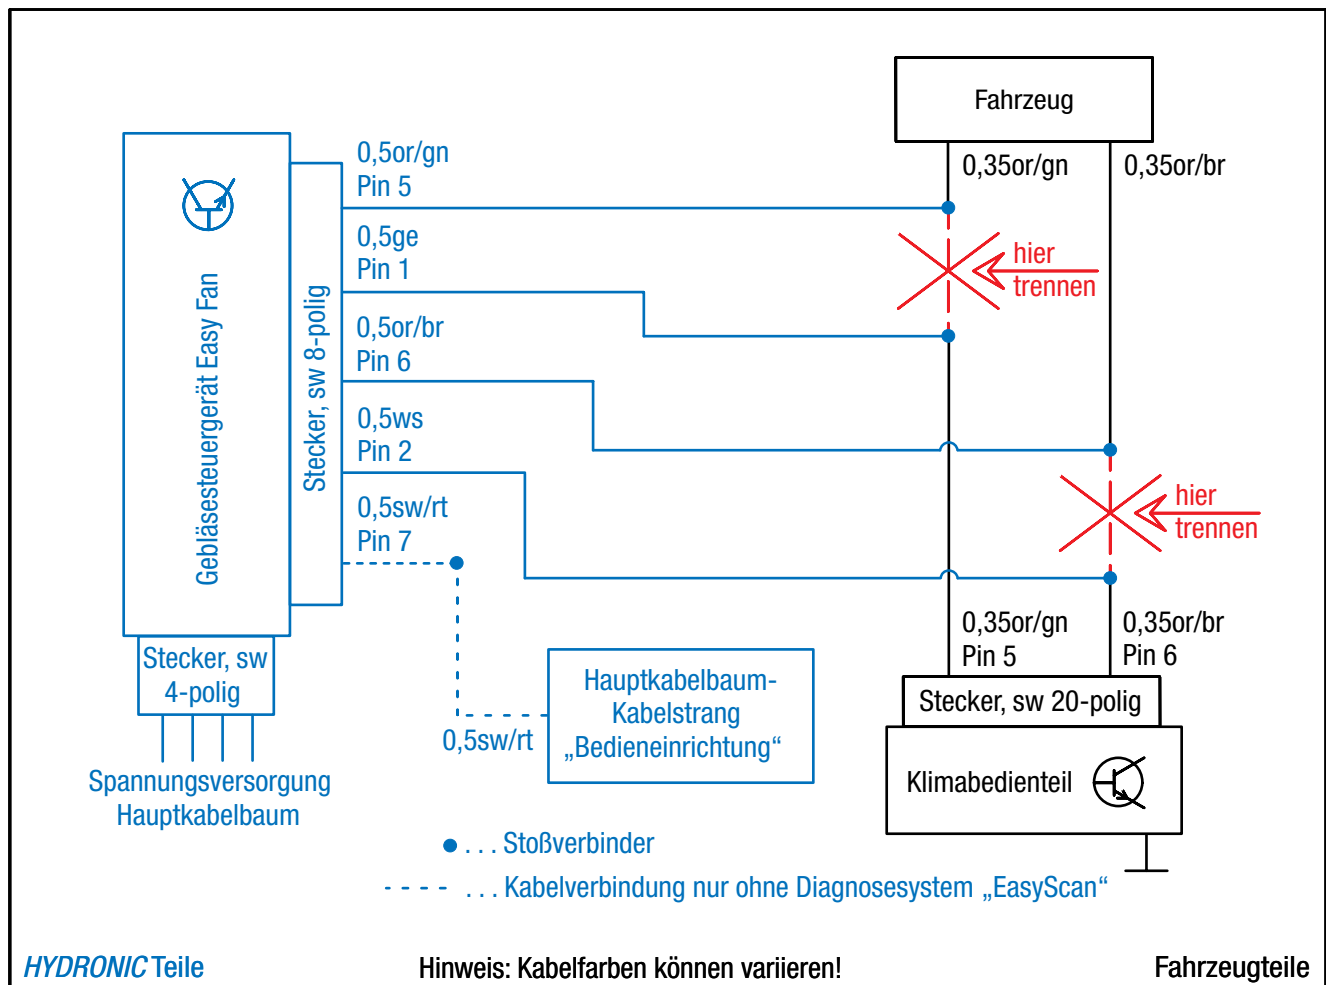 Fahrzeug
0,35or/gn
0,35or/br
0,5or/gn
Pin 5
0,5ge
Pin 1
0,5or/br
Pin 6
0,5ws
Pin 2
0,5sw/rt
Pin 7
Gebläsesteuergerät Easy Fan
Stecker, sw 8-polig
hier
trennen
hier
trennen
Stecker, sw
4-polig
Spannungsversorgung
Hauptkabelbaum
0,5sw/rt
Hauptkabelbaum-
Kabelstrang
„Bedieneinrichtung“
0,35or/gn
Pin 5
0,35or/br
Pin 6
Stecker, sw 20-polig
Klimabedienteil
. . . Stoßverbinder
. . . Kabelverbindung nur ohne Diagnosesystem „EasyScan“
HYDRONIC Teile
Hinweis: Kabelfarben können variieren!
Fahrzeugteile